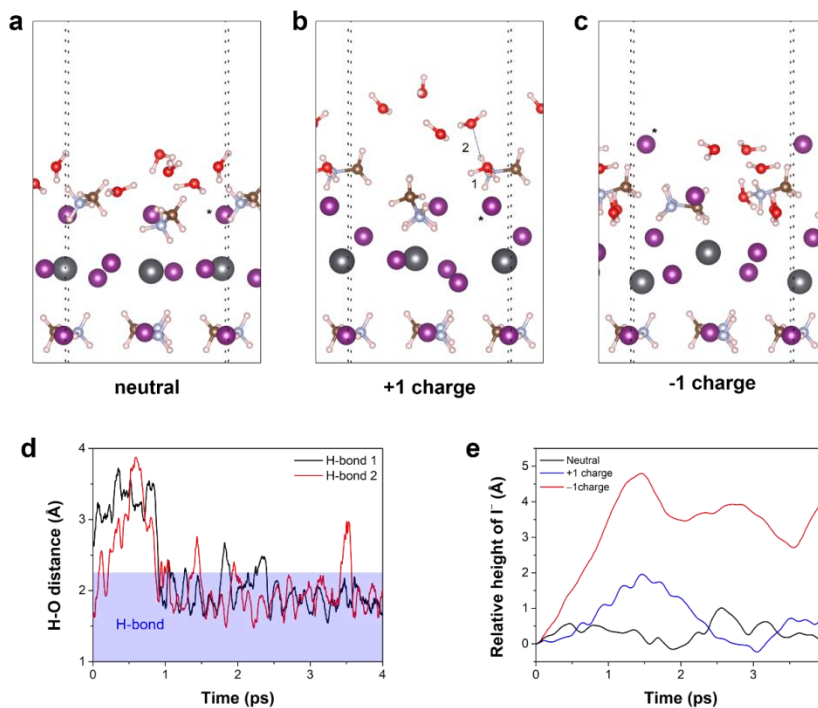 a
b
c
*
2
1
*
*
neutral
+1 charge
-1 charge
d
e
4
3
2
1
H-O distance (Å)
H-bond 1
H-bond 2
H-bond
0
1
2
3
4
Time (ps)
5
4
3
2
1
0
Relative height of I⁻ (Å)
Neutral
+1 charge
−1charge
0
1
2
3
Time (ps)